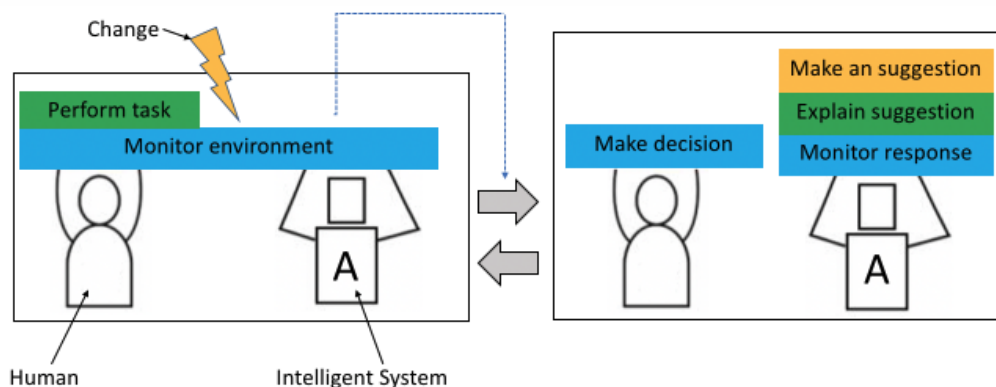 Change
Perform task
Monitor environment
A
Human
Intelligent System
Make an suggestion
Explain suggestion
Make decision
Monitor response
A